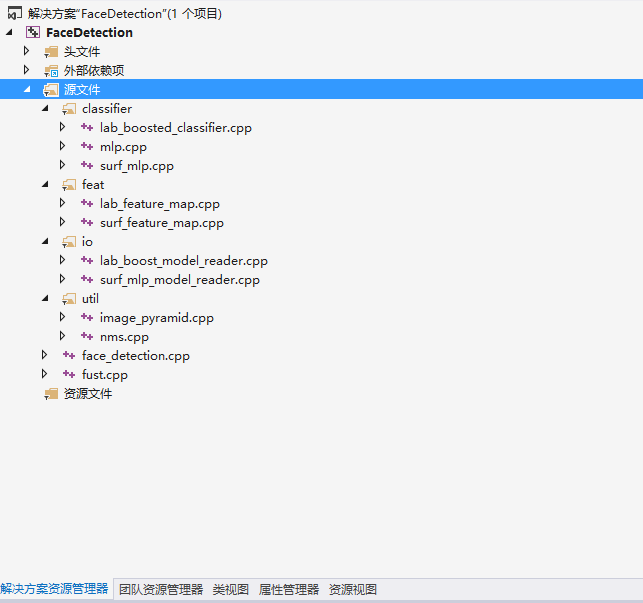 解决方案"FaceDetection"(1 个项目)
FaceDetection
头文件
外部依赖项
源文件
classifier
lab_boosted_classifier.cpp
mlp.cpp
surf_mlp.cpp
feat
lab_feature_map.cpp
surf_feature_map.cpp
io
lab_boost_model_reader.cpp
surf_mlp_model_reader.cpp
util
image_pyramid.cpp
nms.cpp
face_detection.cpp
fust.cpp
资源文件
解决方案资源管理器 团队资源管理器 类视图 属性管理器 资源视图